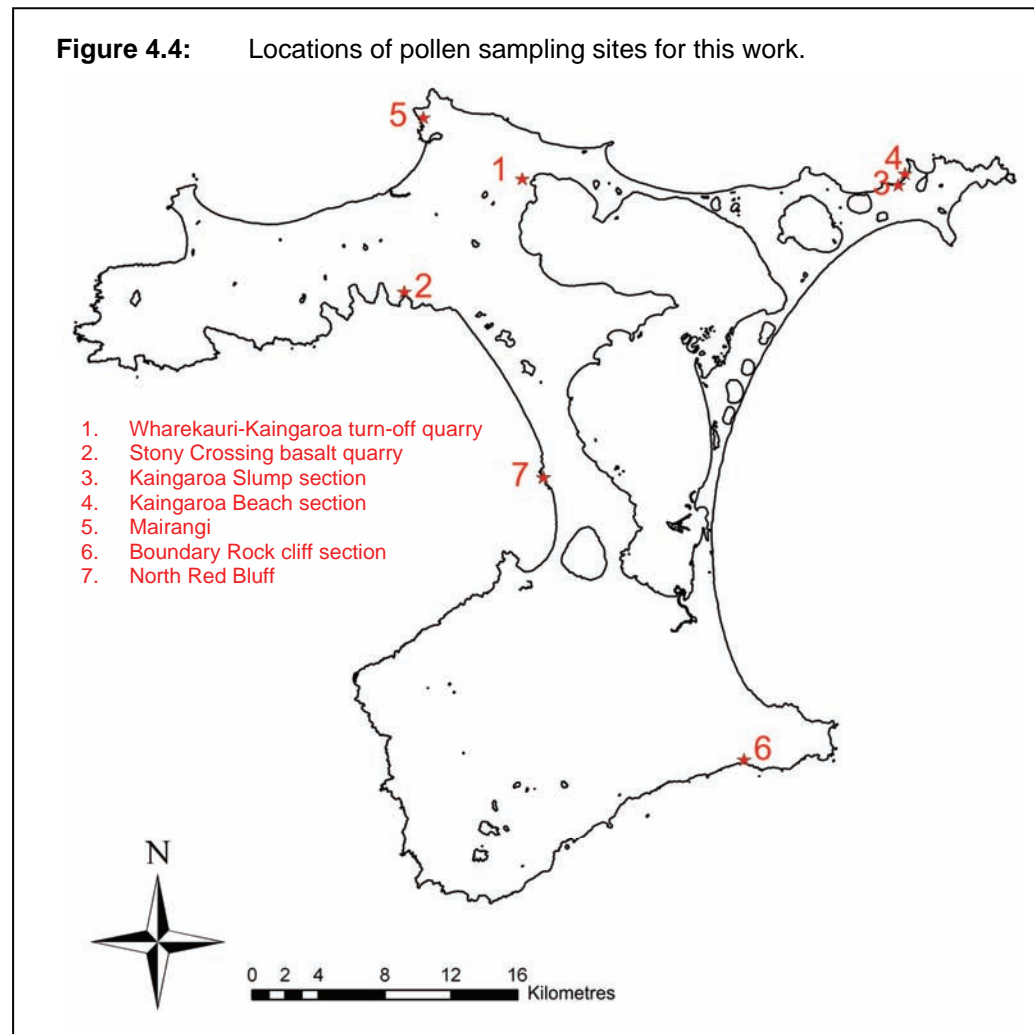 Figure 4.4: Locations of pollen sampling sites for this work.
5
1
4
3
2
1. Wharekauri-Kaingaroa turn-off quarry
2. Stony Crossing basalt quarry
3. Kaingaroa Slump section
4. Kaingaroa Beach section
5. Mairangi
6. Boundary Rock cliff section
7. North Red Bluff
7
6
N
0 2 4 8 12 16
Kilometres